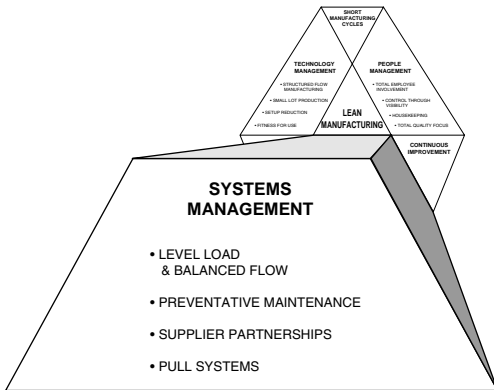 SHORT
MANUFACTURING
CYCLES
TECHNOLOGY
MANAGEMENT
• STRUCTURED FLOW
MANUFACTURING
• SMALL LOT PRODUCTION
• SETUP REDUCTION
• FITNESS FOR USE
PEOPLE
MANAGEMENT
• TOTAL EMPLOYEE
INVOLVEMENT
• CONTROL THROUGH
VISIBILITY
• HOUSEKEEPING
• TOTAL QUALITY FOCUS
LEAN
MANUFACTURING
CONTINUOUS
IMPROVEMENT
SYSTEMS
MANAGEMENT
• LEVEL LOAD
& BALANCED FLOW
• PREVENTATIVE MAINTENANCE
• SUPPLIER PARTNERSHIPS
• PULL SYSTEMS